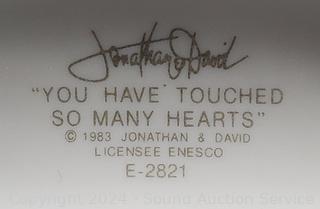 Jonathan & David
"YOU HAVE TOUCHED
SO MANY HEARTS"
© 1983 JONATHAN & DAVID
LICENSEE ENESCO
E-2821
Copyright 2024 - Sound Auction Service